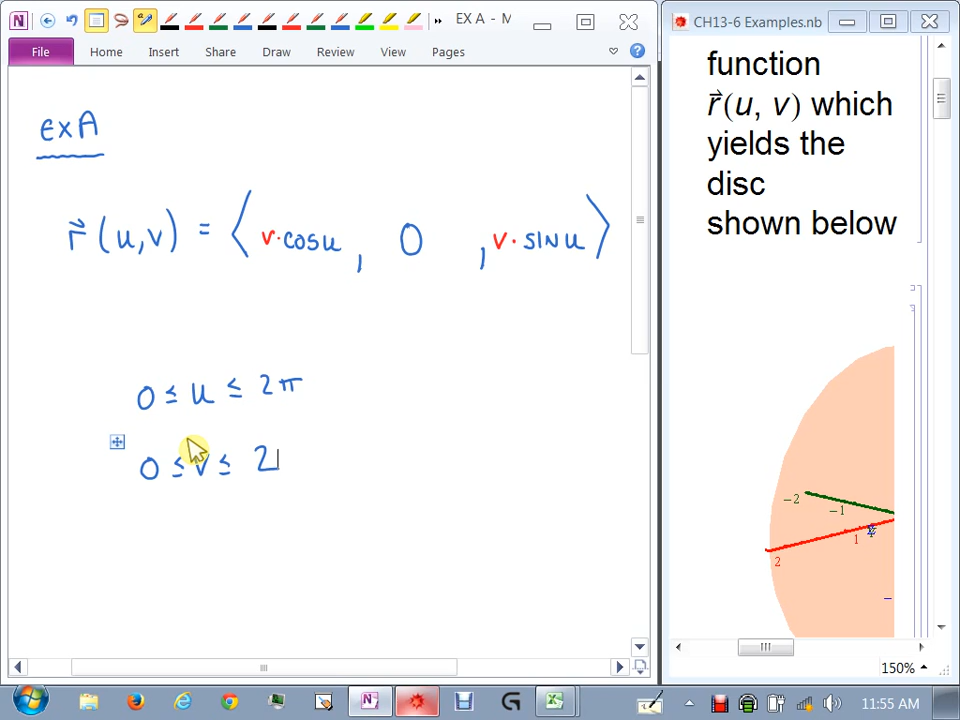 EX A - M
File Home Insert Share Draw Review View Pages
Ex A
r⃗(u,v) = ⟨v·cosu, 0, v·sinu⟩
0 ≤ u ≤ 2π
0 ≤ v ≤ 2
CH13-6 Examples.nb
function
r⃗(u, v) which
yields the
disc
shown below
-2
-1
1
2
150%
11:55 AM